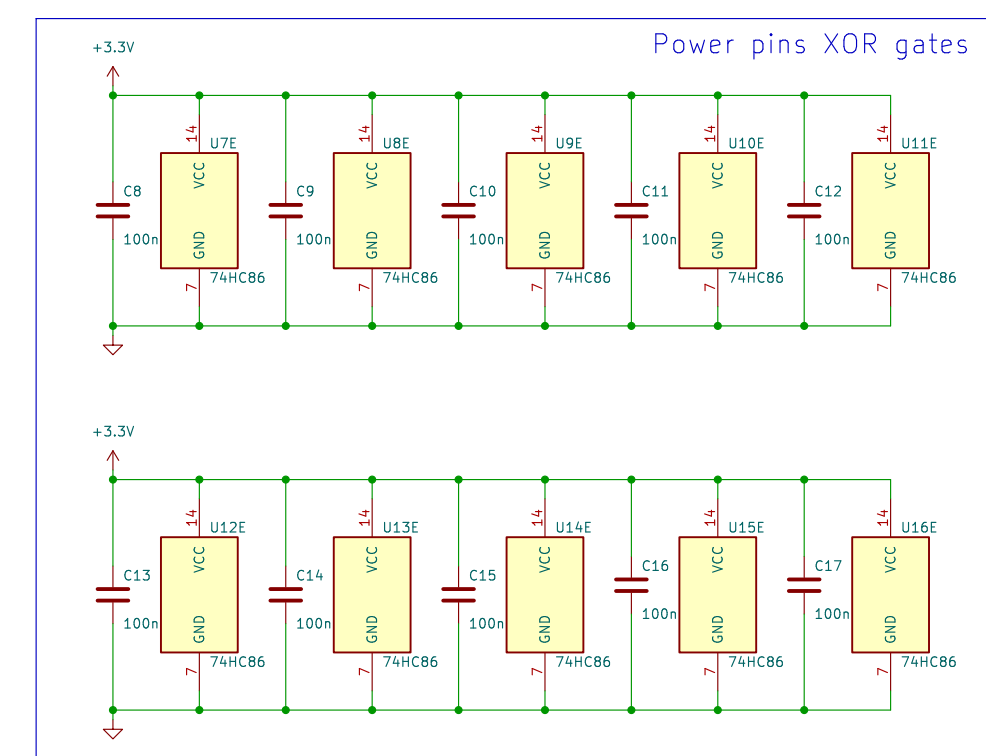 Power pins XOR gates
+3.3V
14 U7E 14 U8E 14 U9E 14 U10E 14 U11E
VCC VCC VCC VCC VCC
C8 C9 C10 C11 C12
100n 100n 100n 100n 100n
GND GND GND GND GND
7 74HC86 7 74HC86 7 74HC86 7 74HC86 7 74HC86
+3.3V
14 U12E 14 U13E 14 U14E 14 U15E 14 U16E
VCC VCC VCC VCC VCC
C13 C14 C15 C16 C17
100n 100n 100n 100n 100n
GND GND GND GND GND
7 74HC86 7 74HC86 7 74HC86 7 74HC86 7 74HC86